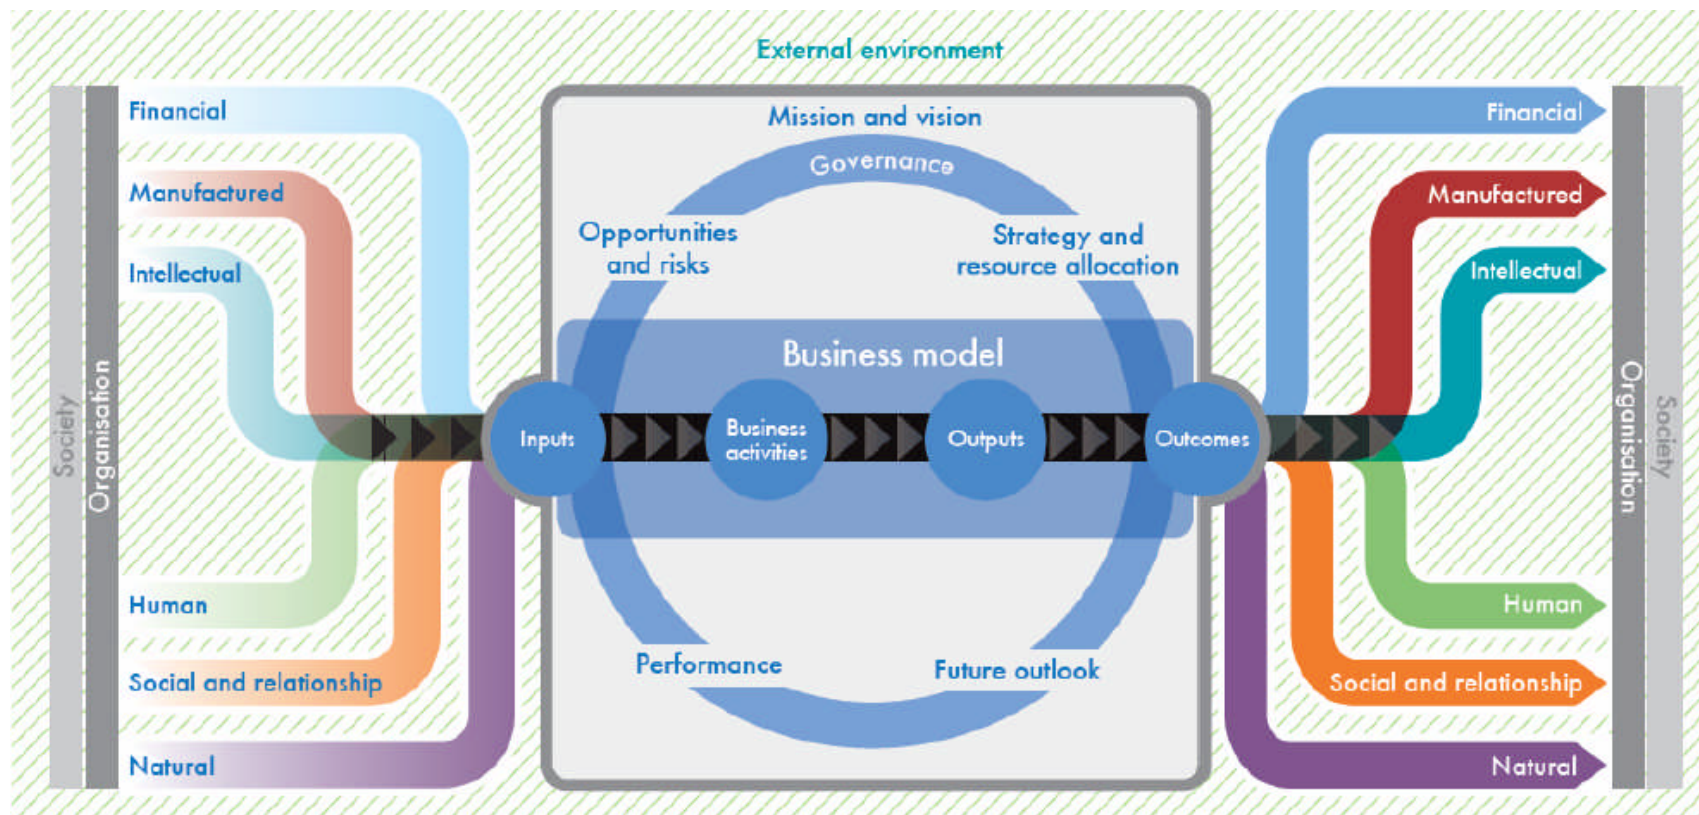 External environment
Society
Organisation
Financial
Manufactured
Intellectual
Human
Social and relationship
Natural
Mission and vision
Governance
Opportunities
and risks
Strategy and
resource allocation
Business model
Inputs
Business
activities
Outputs
Outcomes
Performance
Future outlook
Financial
Manufactured
Intellectual
Human
Social and relationship
Natural
Organisation
Society